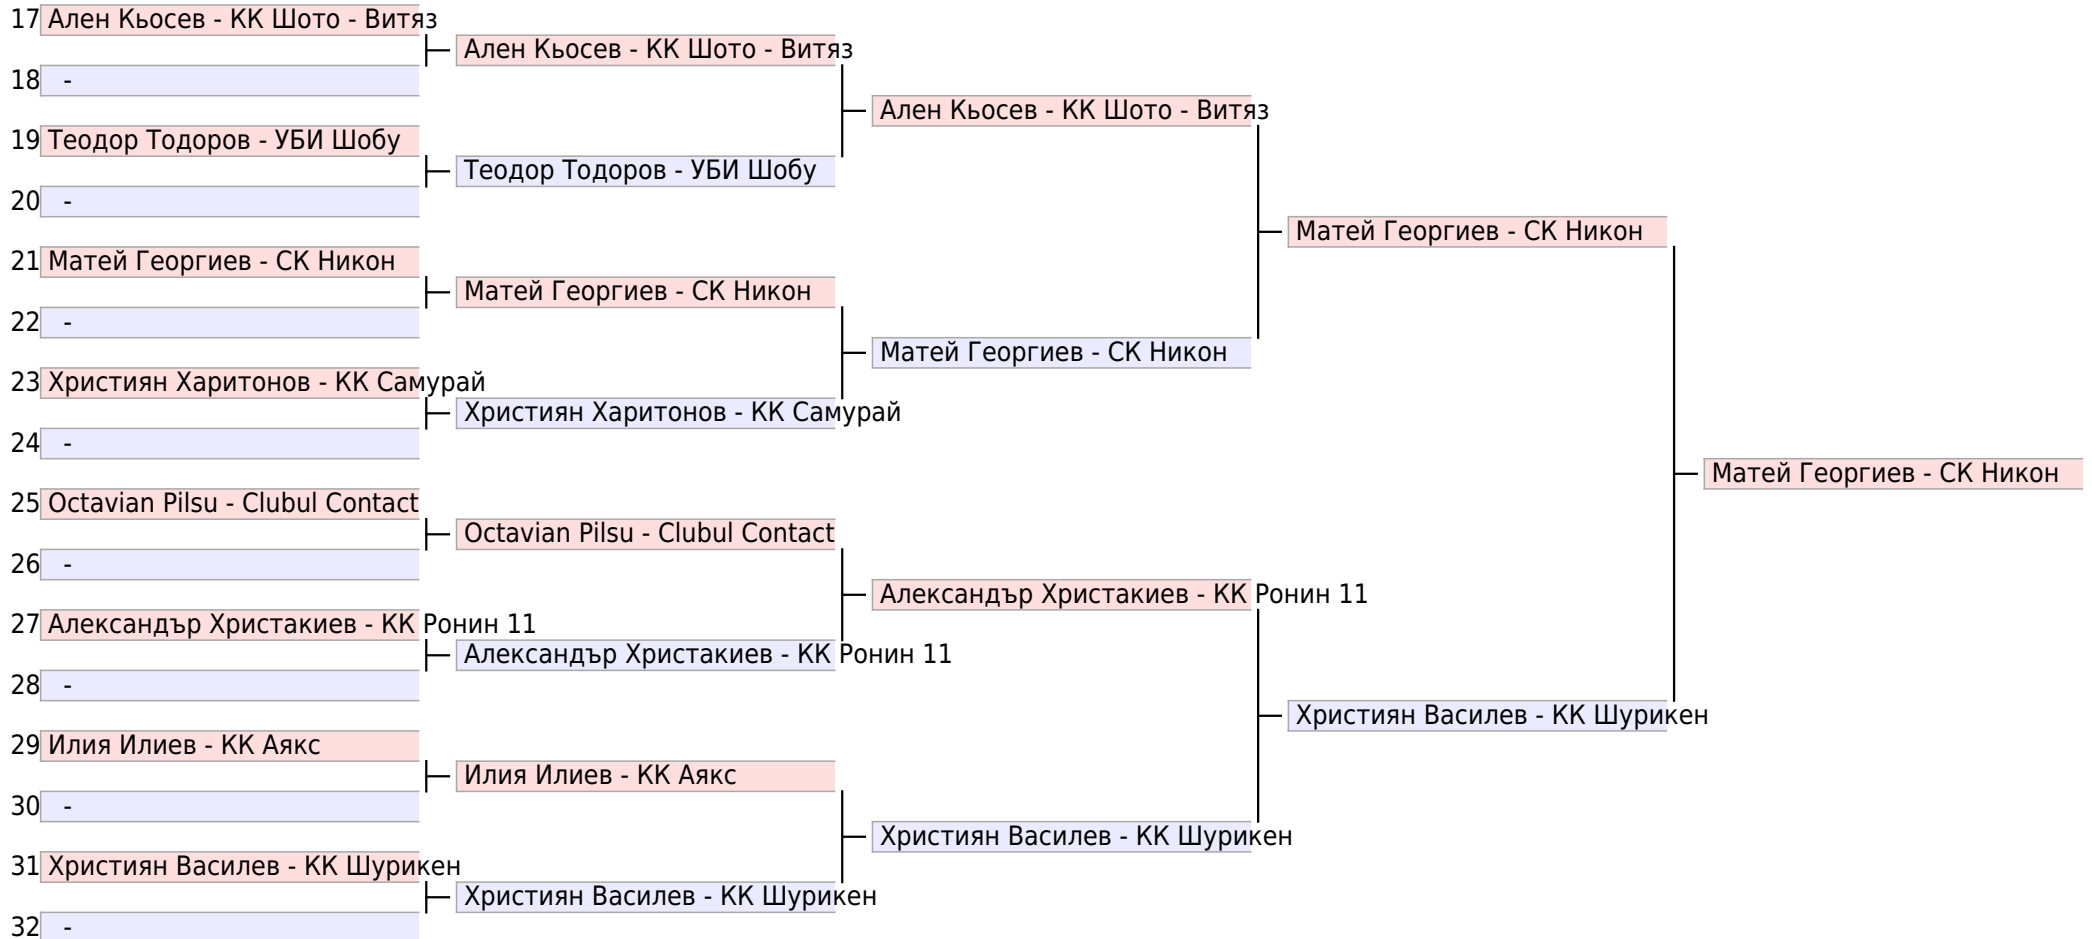 17 Ален Кьосев - КК Шото - Витяз
Ален Кьосев - КК Шото - Витяз
18 -
Ален Кьосев - КК Шото - Витяз
19 Теодор Тодоров - УБИ Шобу
Теодор Тодоров - УБИ Шобу
20 -
Матей Георгиев - СК Никон
21 Матей Георгиев - СК Никон
Матей Георгиев - СК Никон
22 -
Матей Георгиев - СК Никон
23 Християн Харитонов - КК Самурай
Християн Харитонов - КК Самурай
24 -
Матей Георгиев - СК Никон
25 Octavian Pilsu - Clubul Contact
Octavian Pilsu - Clubul Contact
26 -
Александър Христакиев - КК Ронин 11
27 Александър Христакиев - КК Ронин 11
Александър Христакиев - КК Ронин 11
28 -
Християн Василев - КК Шурикен
29 Илия Илиев - КК Аякс
Илия Илиев - КК Аякс
30 -
Християн Василев - КК Шурикен
31 Християн Василев - КК Шурикен
Християн Василев - КК Шурикен
32 -